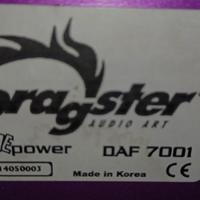 Dragster
AUDIO ART
power DAF 7001
14050003 Made in Korea CE